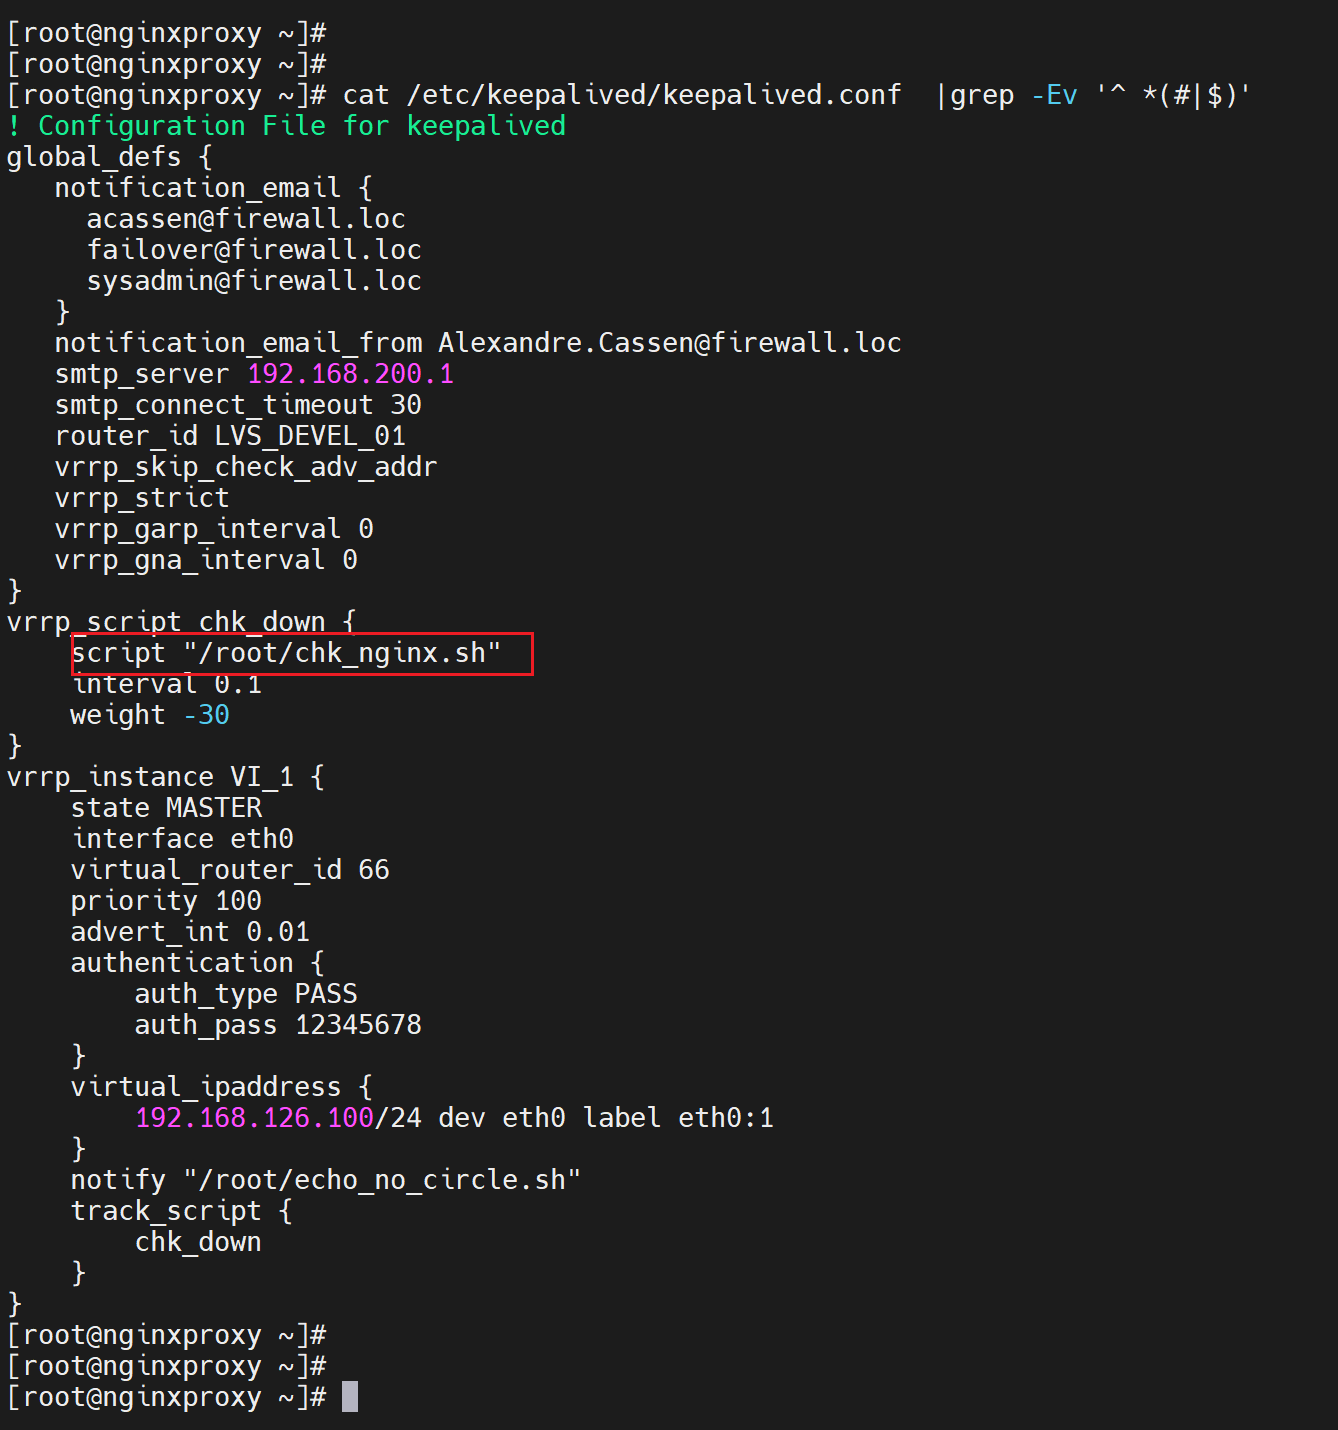 [root@nginxproxy ~]#
[root@nginxproxy ~]#
[root@nginxproxy ~]# cat /etc/keepalived/keepalived.conf  |grep -Ev '^ *(#|$)'
! Configuration File for keepalived
global_defs {
   notification_email {
     acassen@firewall.loc
     failover@firewall.loc
     sysadmin@firewall.loc
   }
   notification_email_from Alexandre.Cassen@firewall.loc
   smtp_server 192.168.200.1
   smtp_connect_timeout 30
   router_id LVS_DEVEL_01
   vrrp_skip_check_adv_addr
   vrrp_strict
   vrrp_garp_interval 0
   vrrp_gna_interval 0
}
vrrp_script chk_down {
    script "/root/chk_nginx.sh"
    interval 0.1
    weight -30
}
vrrp_instance VI_1 {
    state MASTER
    interface eth0
    virtual_router_id 66
    priority 100
    advert_int 0.01
    authentication {
        auth_type PASS
        auth_pass 12345678
    }
    virtual_ipaddress {
        192.168.126.100/24 dev eth0 label eth0:1
    }
    notify "/root/echo_no_circle.sh"
    track_script {
        chk_down
    }
}
[root@nginxproxy ~]#
[root@nginxproxy ~]#
[root@nginxproxy ~]#